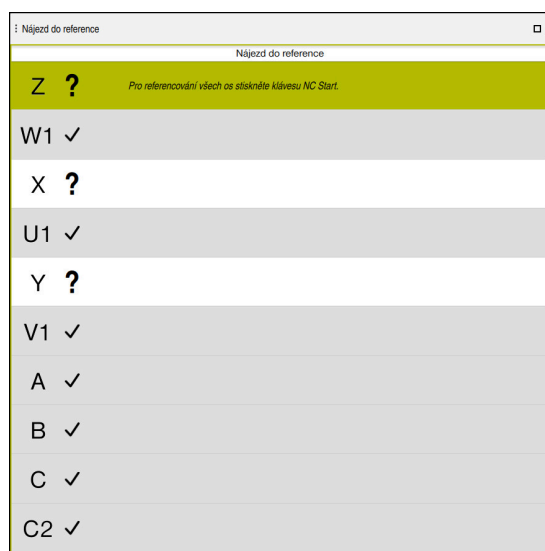 Nájezd do reference
Nájezd do reference
Z ? Pro referencování všech os stiskněte klávesu NC Start.
W1 ✓
X ?
U1 ✓
Y ?
V1 ✓
A ✓
B ✓
C ✓
C2 ✓